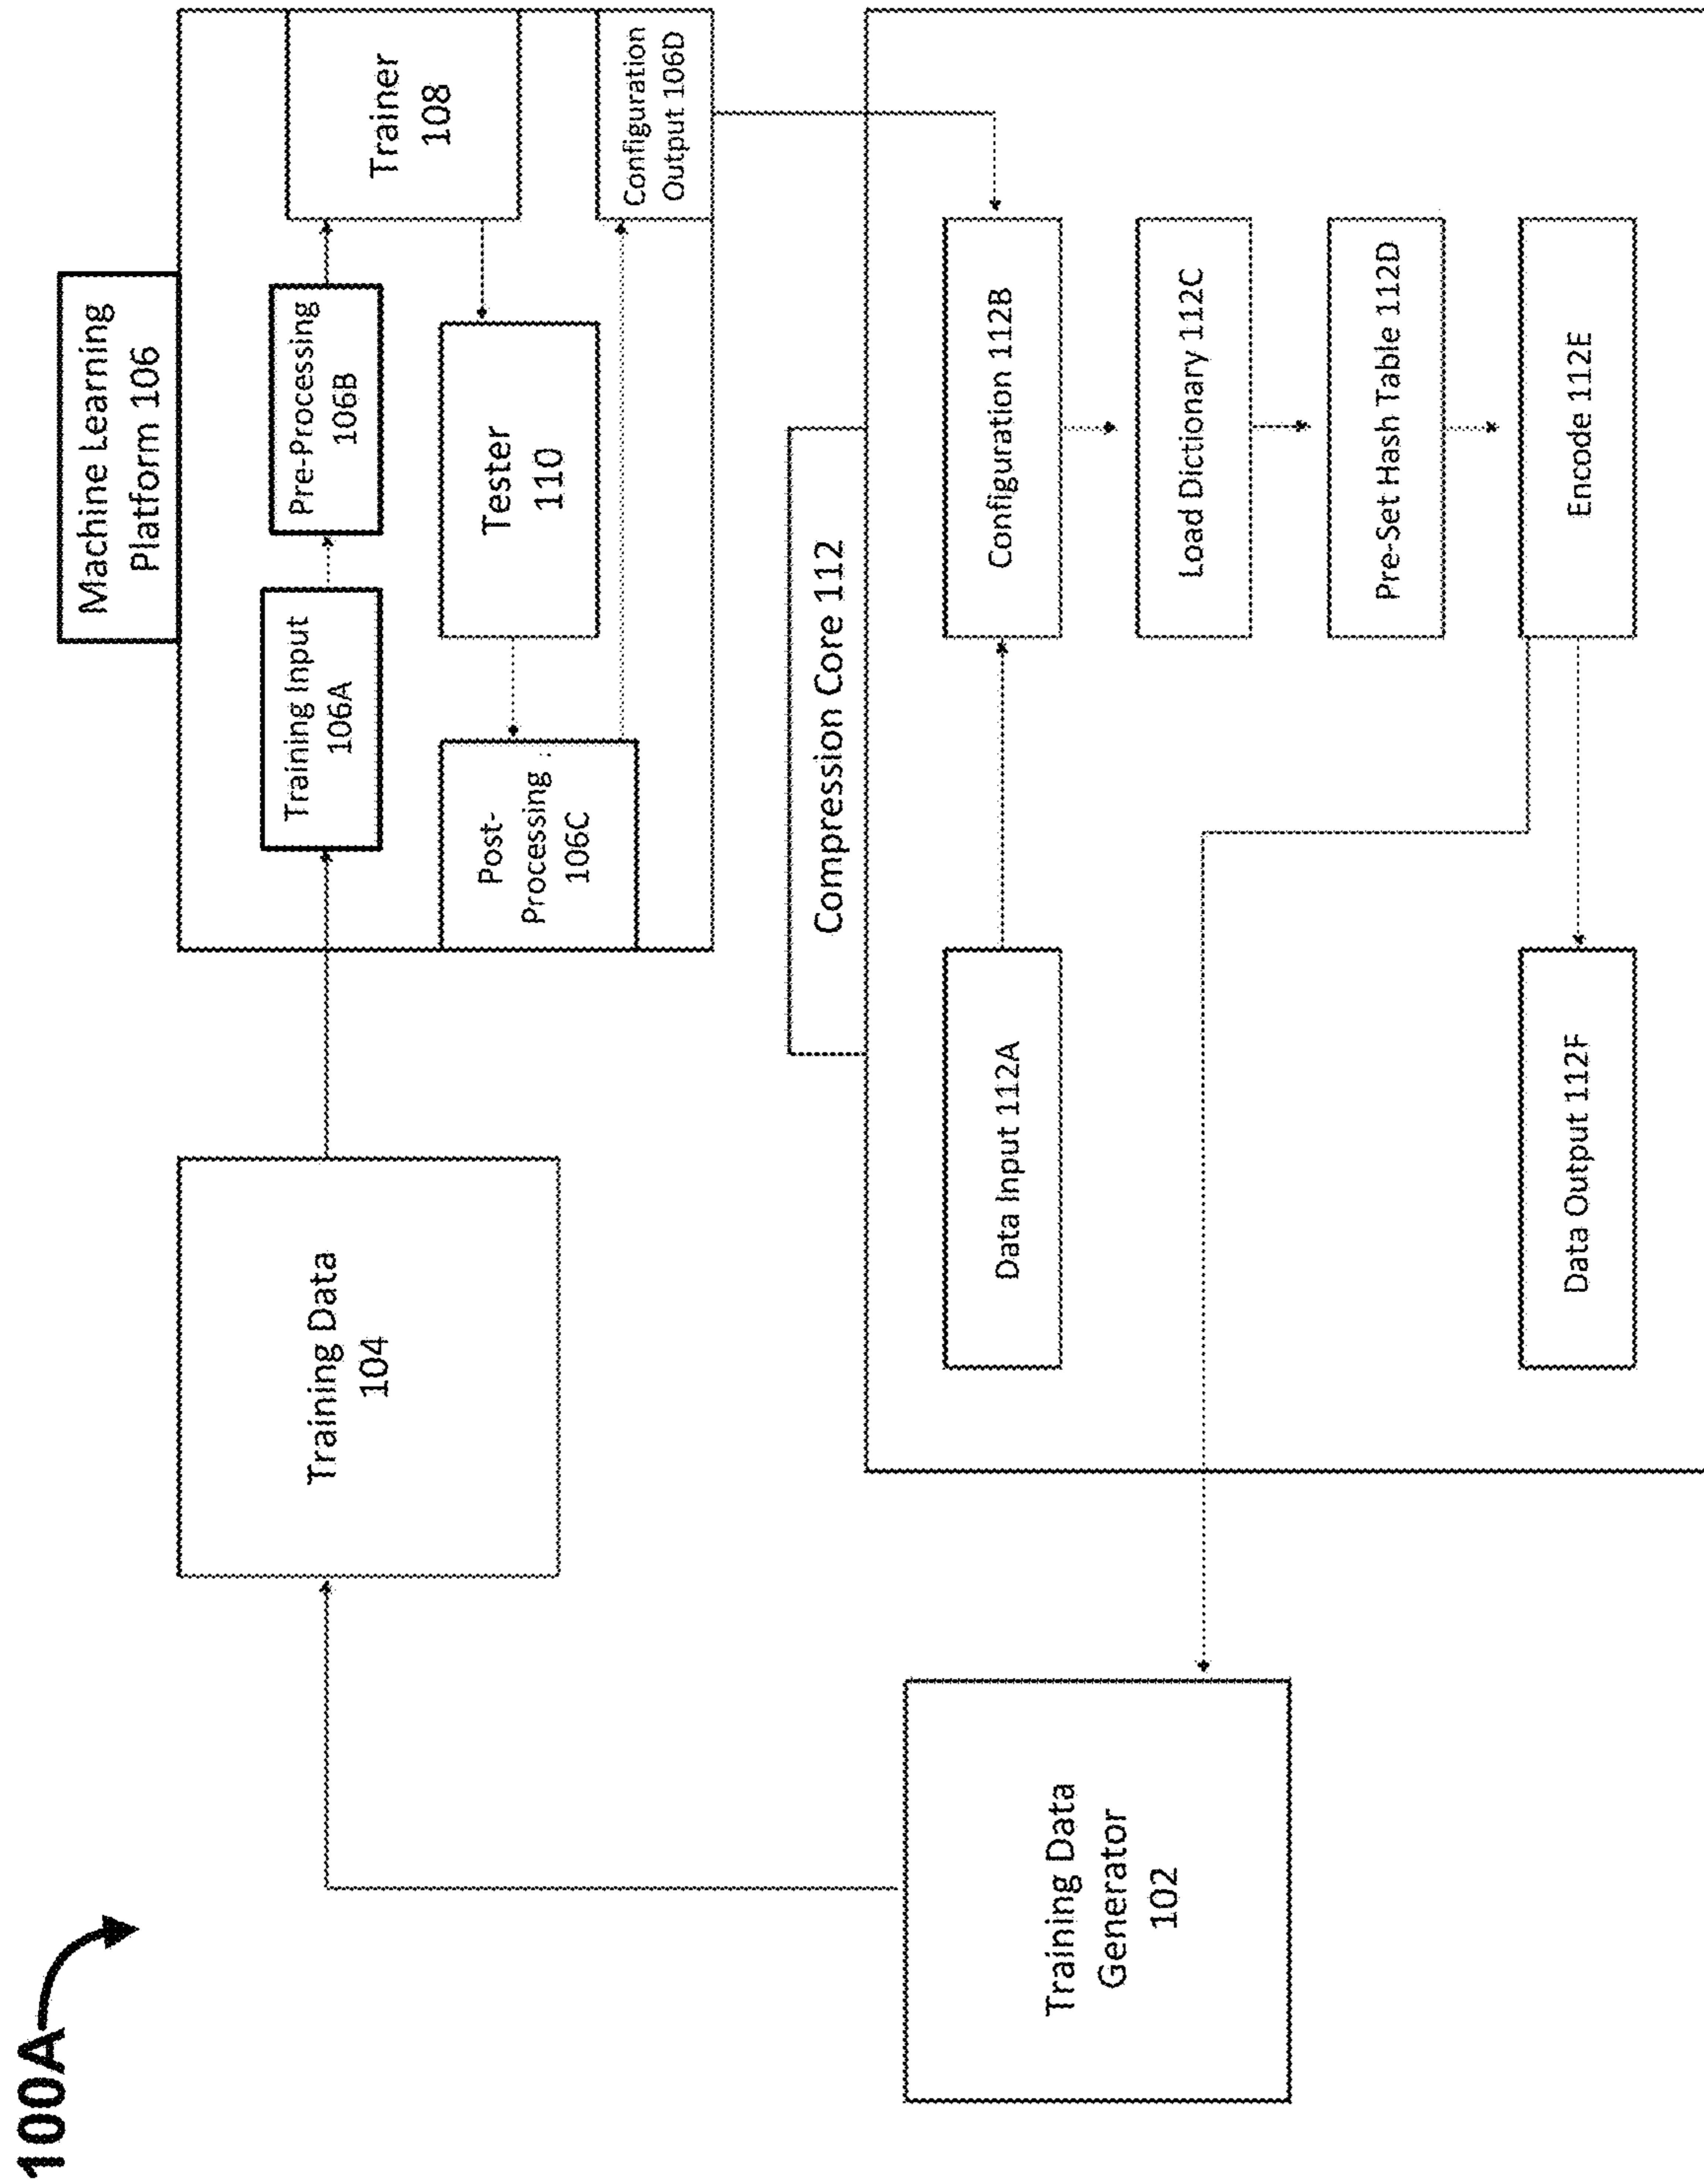 100A
Training Data
Generator
102
Training Data
104
Machine Learning
Platform 106
Training Input
106A
Pre-Processing
106B
Trainer
108
Tester
110
Post-
Processing
106C
Configuration
Output 106D
Compression Core 112
Data Input 112A
Configuration 112B
Load Dictionary 112C
Pre-Set Hash Table 112D
Encode 112E
Data Output 112F